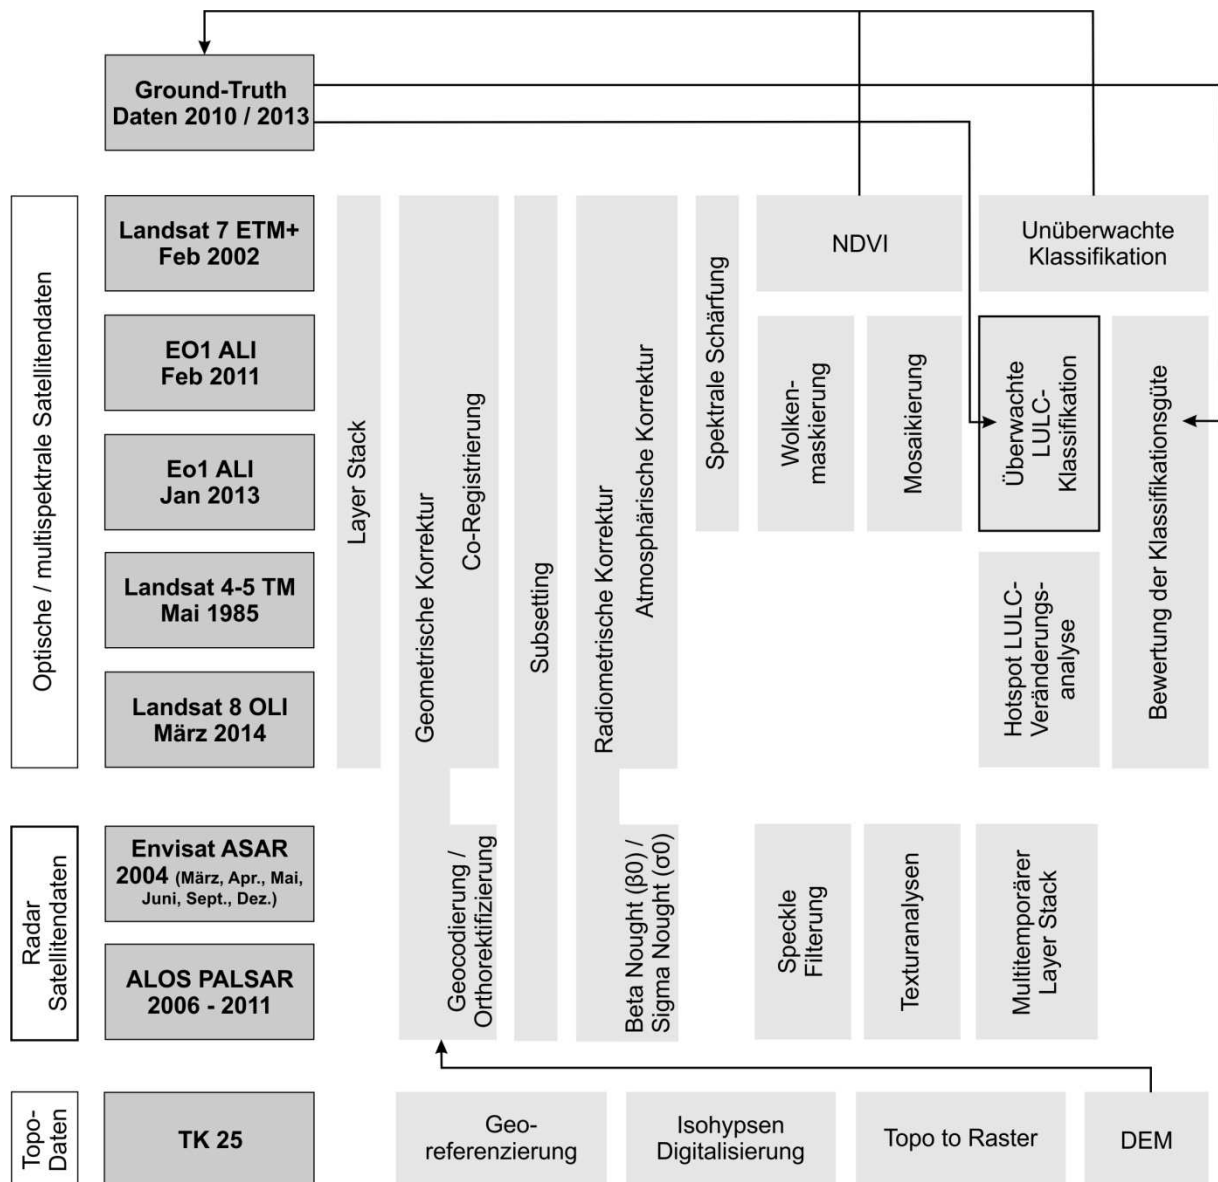 Ground-Truth
Daten 2010 / 2013
Optische / multispektrale Satellitendaten
Landsat 7 ETM+
Feb 2002
EO1 ALI
Feb 2011
Eo1 ALI
Jan 2013
Landsat 4-5 TM
Mai 1985
Landsat 8 OLI
März 2014
Layer Stack
Geometrische Korrektur
Co-Registrierung
Subsetting
Radiometrische Korrektur
Atmosphärische Korrektur
Spektrale Schärfung
NDVI
Unüberwachte
Klassifikation
Wolken-
maskierung
Mosaikierung
Überwachte
LULC-
Klassifikation
Hotspot LULC-
Veränderungs-
analyse
Bewertung der Klassifikationsgüte
Radar
Satellitendaten
Envisat ASAR
2004 (März, Apr., Mai,
Juni, Sept., Dez.)
ALOS PALSAR
2006 - 2011
Geocodierung /
Orthorektifizierung
Beta Nought (β0) /
Sigma Nought (σ0)
Speckle
Filterung
Texturanalysen
Multitemporärer
Layer Stack
Topo-
Daten
TK 25
Geo-
referenzierung
Isohypsen
Digitalisierung
Topo to Raster
DEM